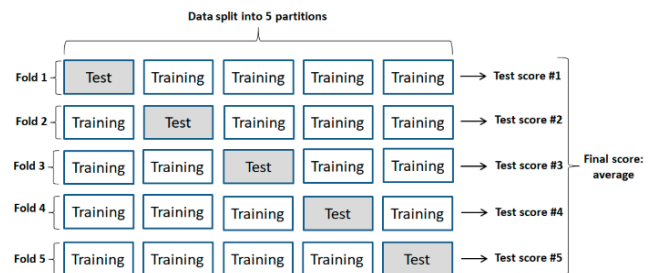 Data split into 5 partitions
Fold 1 Test Training Training Training Training Test score #1
Fold 2 Training Test Training Training Training Test score #2
Fold 3 Training Training Test Training Training Test score #3
Final score:
average
Fold 4 Training Training Training Test Training Test score #4
Fold 5 Training Training Training Training Test Test score #5